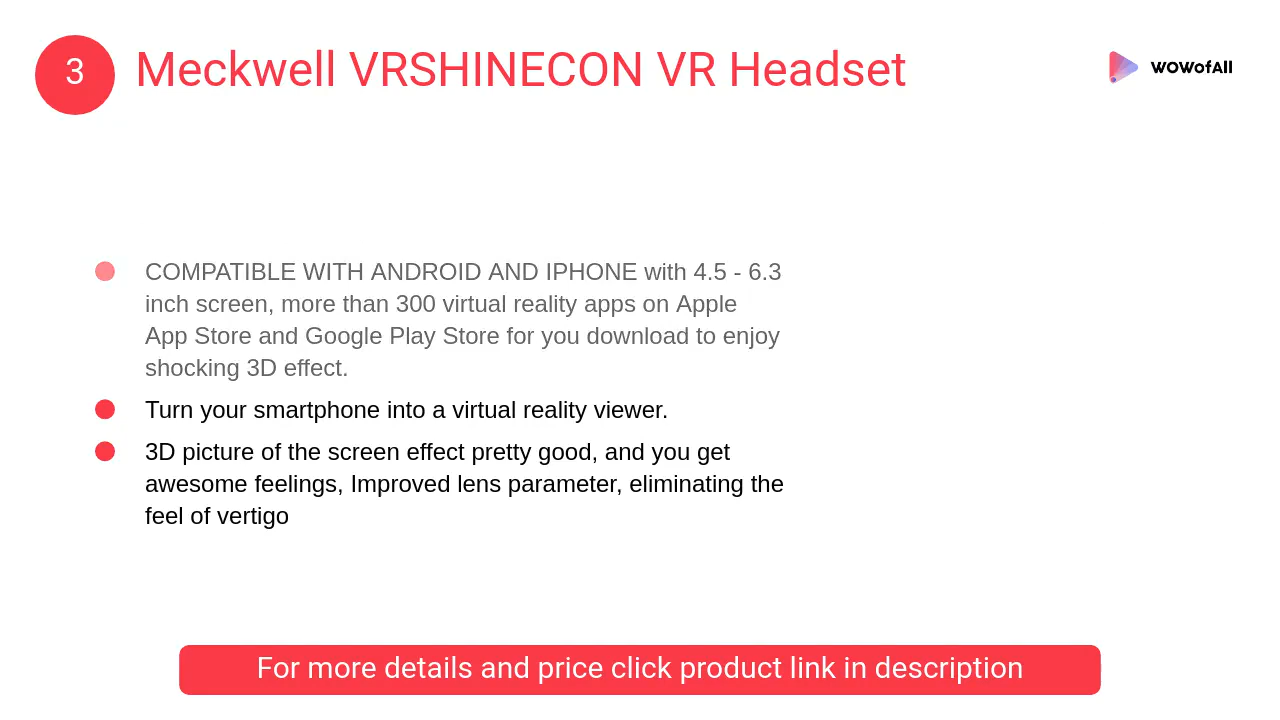 3
Meckwell VRSHINECON VR Headset
WOWofAll
COMPATIBLE WITH ANDROID AND IPHONE with 4.5 - 6.3
inch screen, more than 300 virtual reality apps on Apple
App Store and Google Play Store for you download to enjoy
shocking 3D effect.
Turn your smartphone into a virtual reality viewer.
3D picture of the screen effect pretty good, and you get
awesome feelings, Improved lens parameter, eliminating the
feel of vertigo
For more details and price click product link in description